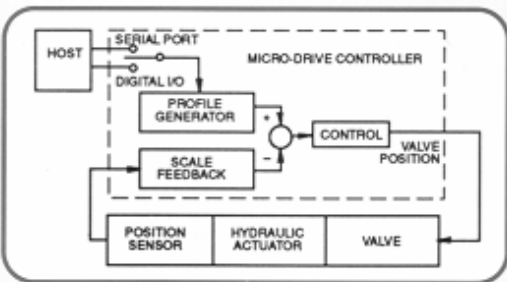 HOST
SERIAL PORT
DIGITAL I/O
MICRO-DRIVE CONTROLLER
PROFILE
GENERATOR
+
−
CONTROL
VALVE
POSITION
SCALE
FEEDBACK
POSITION
SENSOR
HYDRAULIC
ACTUATOR
VALVE